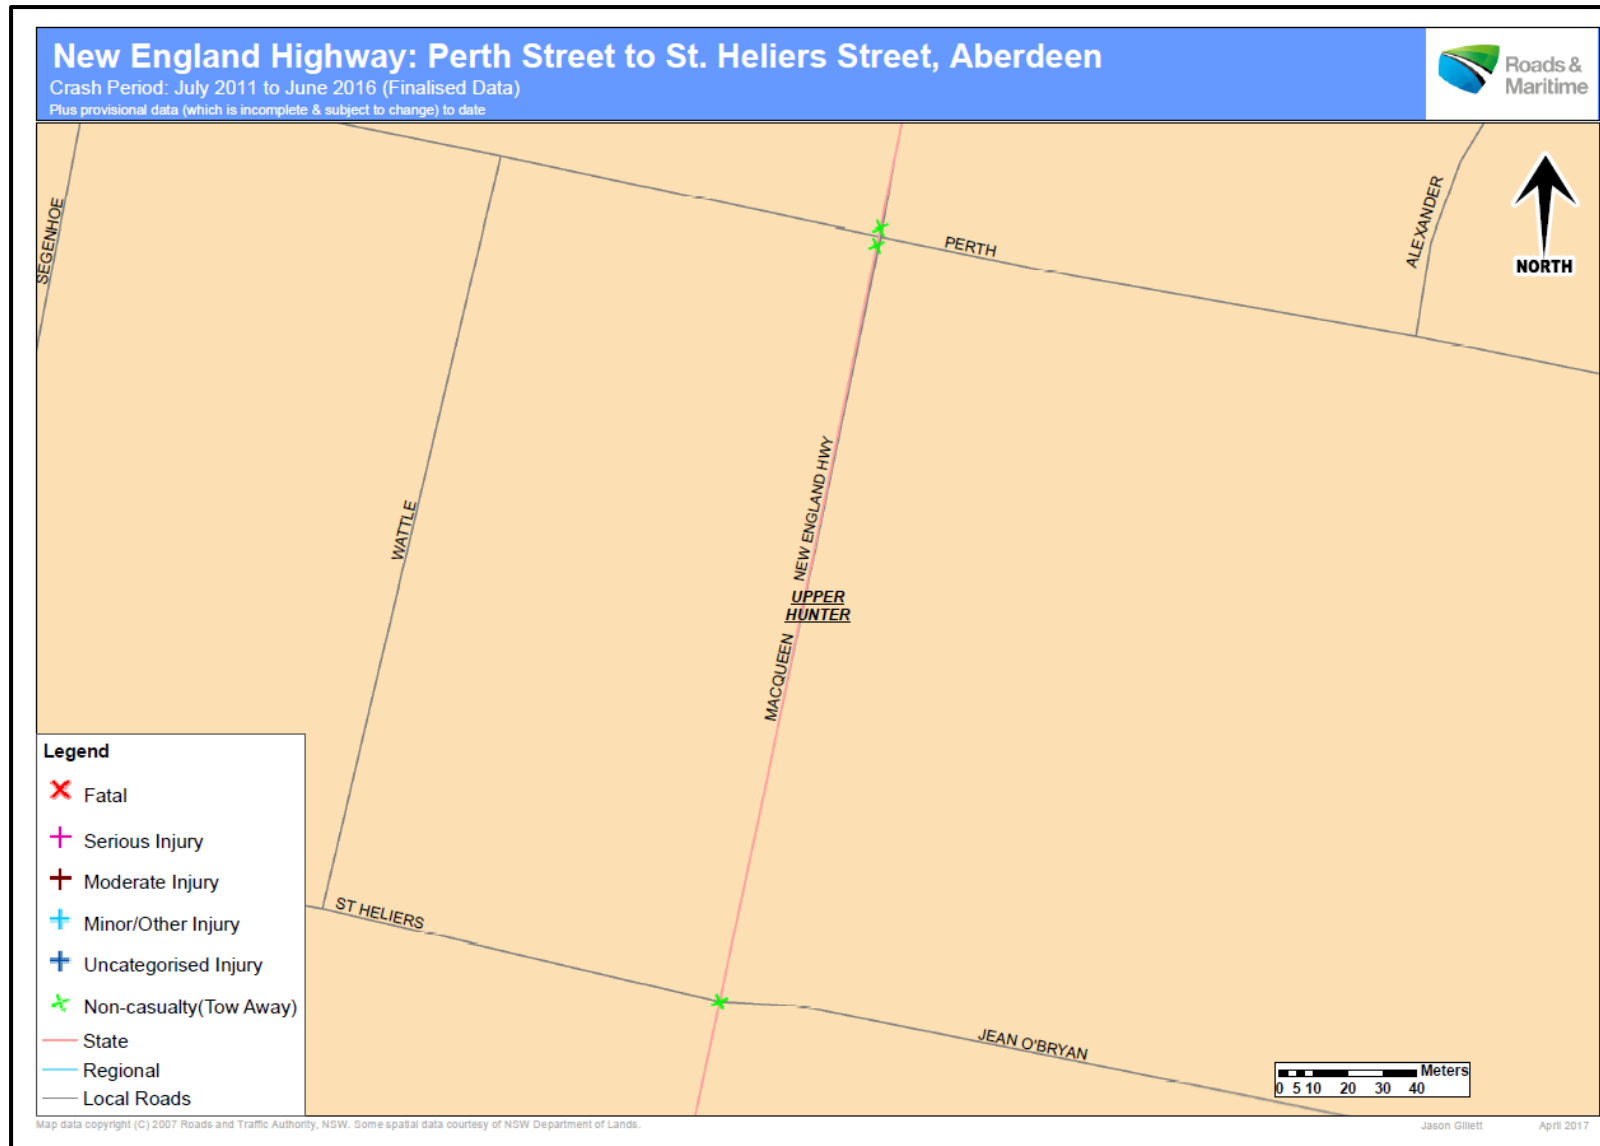 New England Highway: Perth Street to St. Heliers Street, Aberdeen
Crash Period: July 2011 to June 2016 (Finalised Data)
Plus provisional data (which is incomplete & subject to change) to date
Roads &
Maritime
SEGENHOE
PERTH
ALEXANDER
NORTH
WATTLE
NEW ENGLAND HWY
UPPER
HUNTER
MACQUEEN
Legend
Fatal
Serious Injury
Moderate Injury
Minor/Other Injury
Uncategorised Injury
Non-casualty(Tow Away)
State
Regional
Local Roads
ST HELIERS
JEAN O'BRYAN
Meters
0 5 10 20 30 40
Map data copyright (C) 2007 Roads and Traffic Authority, NSW. Some spatial data courtesy of NSW Department of Lands.
Jason Gillett
April 2017